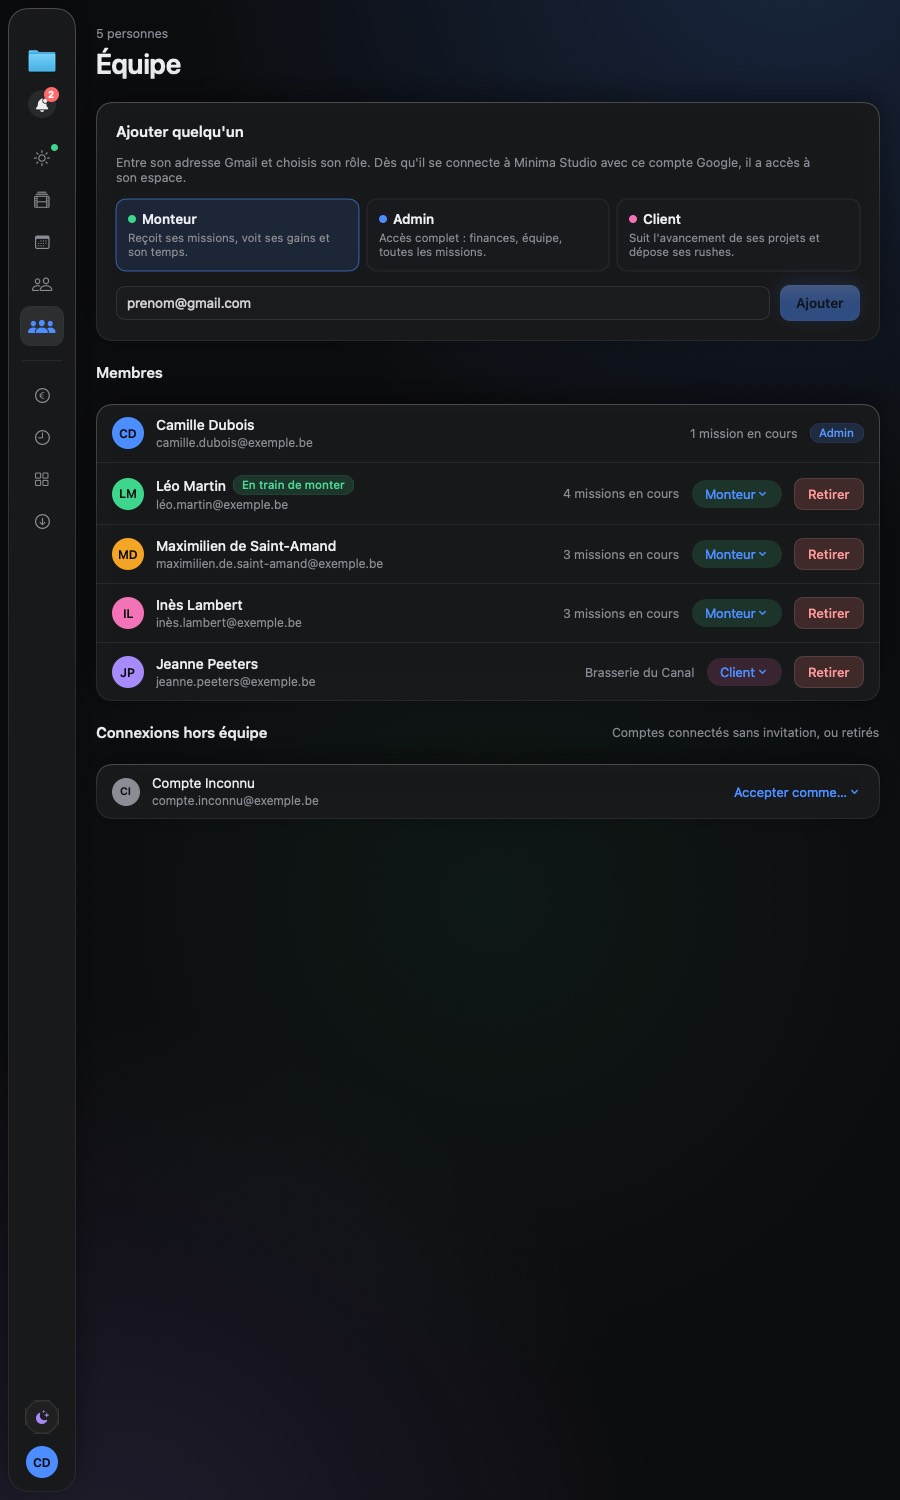 5 personnes
Équipe
2
Ajouter quelqu'un
Entre son adresse Gmail et choisis son rôle. Dès qu'il se connecte à Minima Studio avec ce compte Google, il a accès à
son espace.
Monteur
Reçoit ses missions, voit ses gains et
son temps.
Admin
Accès complet : finances, équipe,
toutes les missions.
Client
Suit l'avancement de ses projets et
dépose ses rushes.
prenom@gmail.com
Ajouter
Membres
CD
Camille Dubois
camille.dubois@exemple.be
1 mission en cours
Admin
LM
Léo Martin
En train de monter
léo.martin@exemple.be
4 missions en cours
Monteur
Retirer
MD
Maximilien de Saint-Amand
maximilien.de.saint-amand@exemple.be
3 missions en cours
Monteur
Retirer
IL
Inès Lambert
inès.lambert@exemple.be
3 missions en cours
Monteur
Retirer
JP
Jeanne Peeters
jeanne.peeters@exemple.be
Brasserie du Canal
Client
Retirer
Connexions hors équipe
Comptes connectés sans invitation, ou retirés
CI
Compte Inconnu
compte.inconnu@exemple.be
Accepter comme...
CD